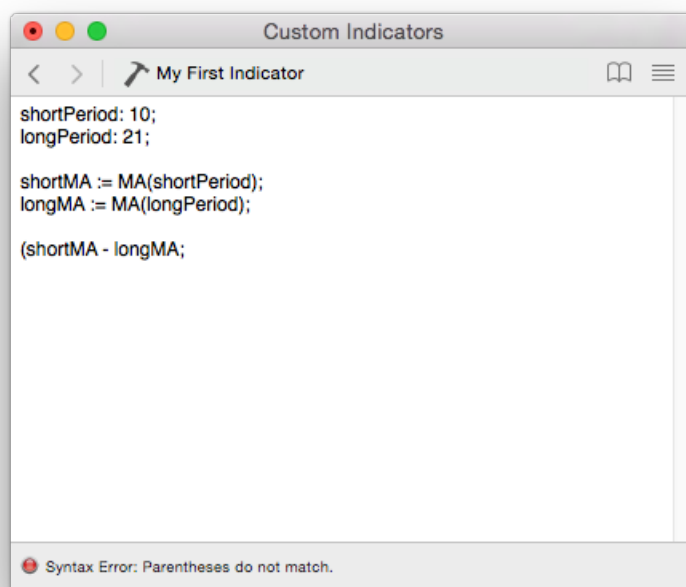 Custom Indicators
My First Indicator
shortPeriod: 10;
longPeriod: 21;
shortMA := MA(shortPeriod);
longMA := MA(longPeriod);
(shortMA - longMA;
Syntax Error: Parentheses do not match.